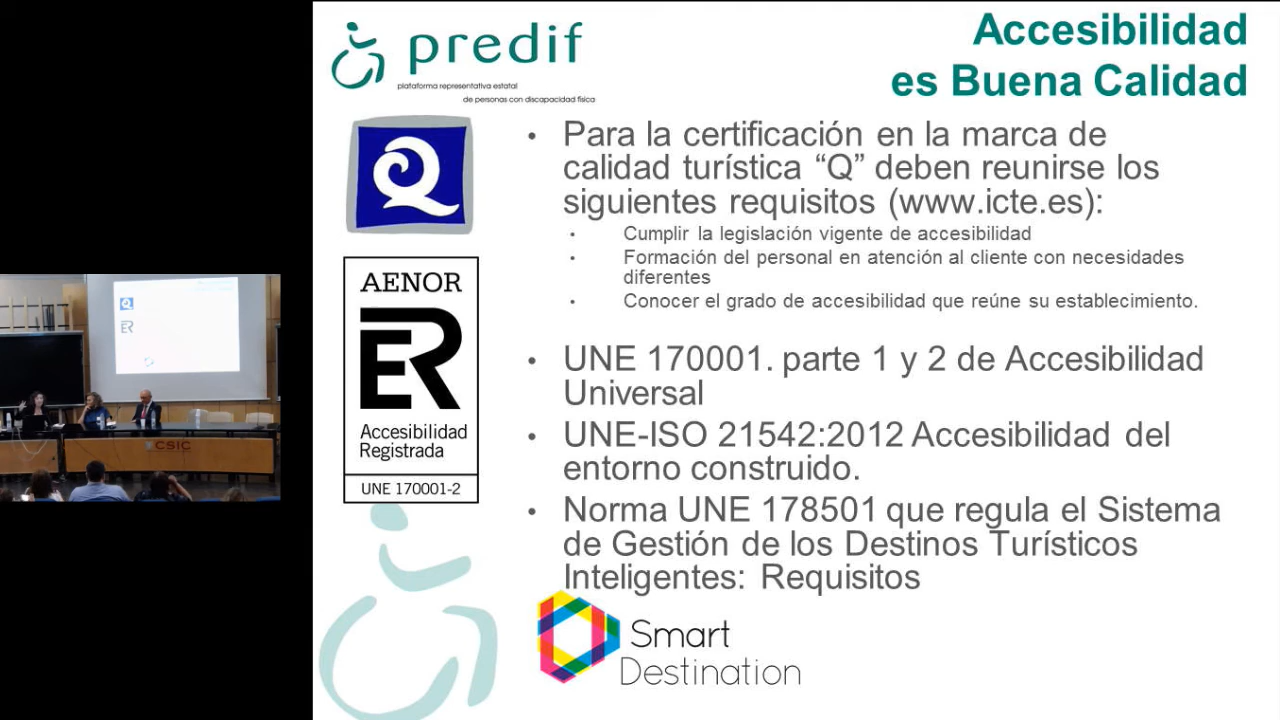 predif
plataforma representativa estatal
de personas con discapacidad física
Accesibilidad
es Buena Calidad
Q
• Para la certificación en la marca de
calidad turística “Q” deben reunirse los
siguientes requisitos (www.icte.es):
• Cumplir la legislación vigente de accesibilidad
• Formación del personal en atención al cliente con necesidades
diferentes
• Conocer el grado de accesibilidad que reúne su establecimiento.
AENOR
ER
Accesibilidad
Registrada
UNE 170001-2
• UNE 170001. parte 1 y 2 de Accesibilidad
Universal
• UNE-ISO 21542:2012 Accesibilidad del
entorno construido.
• Norma UNE 178501 que regula el Sistema
de Gestión de los Destinos Turísticos
Inteligentes: Requisitos
Smart
Destination
Q
ER
CSIC